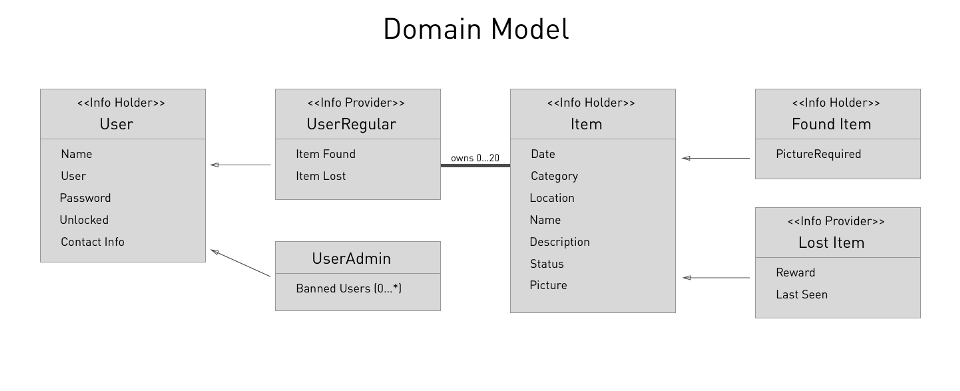 Domain Model
<<Info Holder>>
User
Name
User
Password
Unlocked
Contact Info
<<Info Provider>>
UserRegular
Item Found
Item Lost
UserAdmin
Banned Users (0...*)
owns 0...20
<<Info Holder>>
Item
Date
Category
Location
Name
Description
Status
Picture
<<Info Holder>>
Found Item
PictureRequired
<<Info Provider>>
Lost Item
Reward
Last Seen